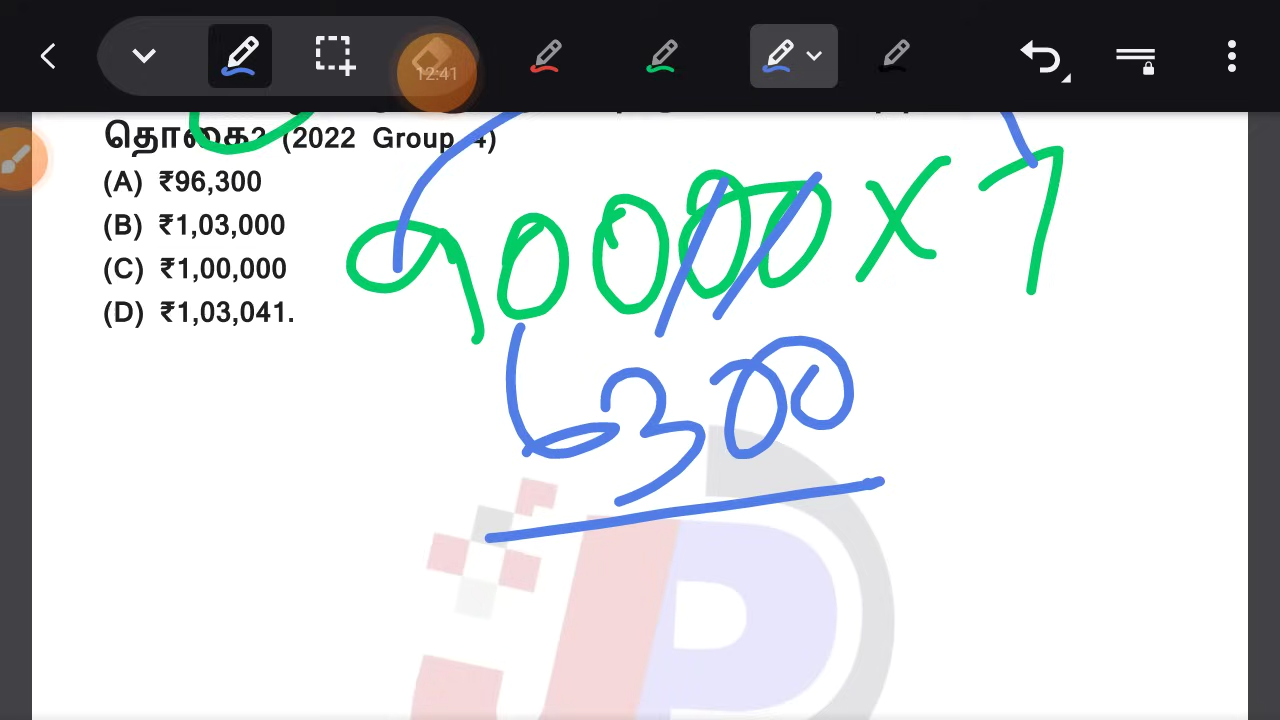 12:41
தொகை? (2022 Group 4)
(A) ₹96,300
(B) ₹1,03,000
(C) ₹1,00,000
(D) ₹1,03,041.
90000 x 7
6300